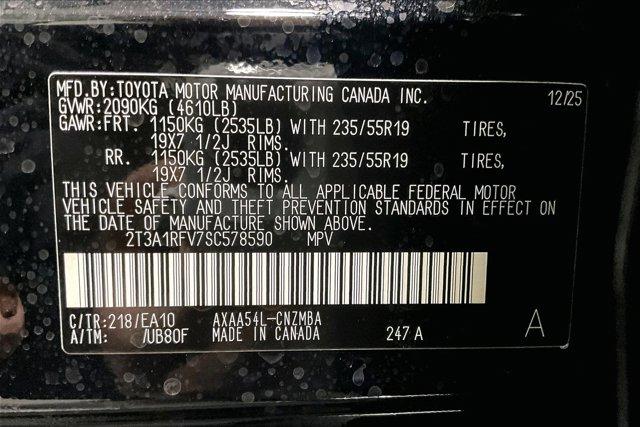 MFD.BY:TOYOTA MOTOR MANUFACTURING CANADA INC. 12/25
GVWR:2090KG (4610LB)
GAWR:FRT. 1150KG (2535LB) WITH 235/55R19 TIRES,
19X7 1/2J RIMS.
RR. 1150KG (2535LB) WITH 235/55R19 TIRES,
19X7 1/2J RIMS.
THIS VEHICLE CONFORMS TO ALL APPLICABLE FEDERAL MOTOR
VEHICLE SAFETY AND THEFT PREVENTION STANDARDS IN EFFECT ON
THE DATE OF MANUFACTURE SHOWN ABOVE.
2T3A1RFV7SC578590 MPV
C/TR:218/EA10 AXAA54L-CNZMBA
A/TM: /UB80F MADE IN CANADA 247 A A